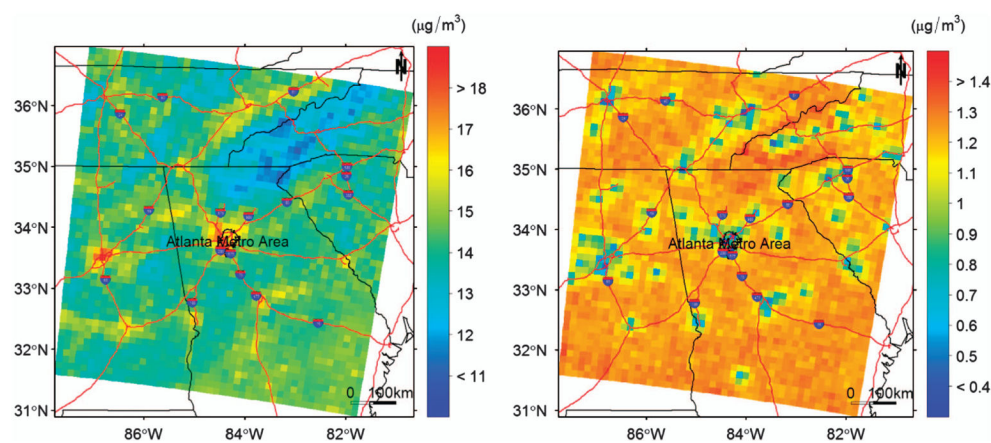 (μg/m³)
(μg/m³)
N
N
> 18
17
16
15
14
13
12
< 11
> 1.4
1.3
1.2
1.1
1
0.9
0.8
0.7
0.6
0.5
< 0.4
36°N
35°N
34°N
33°N
32°N
31°N
36°N
35°N
34°N
33°N
32°N
31°N
Atlanta Metro Area
Atlanta Metro Area
0 100km
0 100km
86°W
84°W
82°W
86°W
84°W
82°W